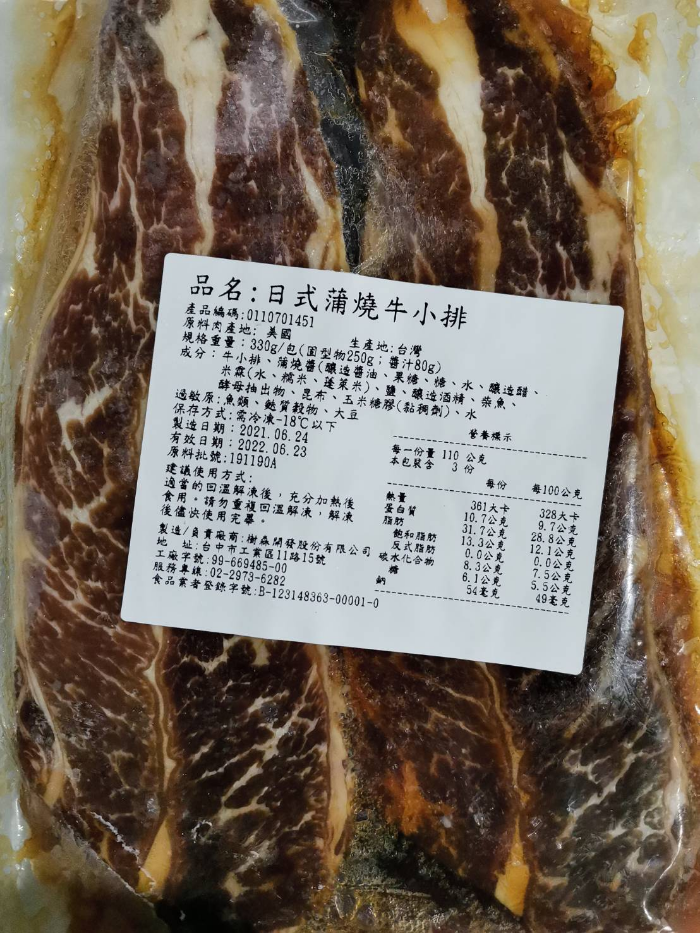 品名:日式蒲燒牛小排
產品編碼:0110701451
原料肉產地: 美國 生產地:台灣
規格重量:330g/包(固型物250g;醬汁80g)
成分:牛小排、蒲燒醬(釀造醬油、果糖、糖、水、釀造醋、
米霖(水、糯米、蓬萊米)、鹽、釀造酒精、柴魚、
酵母抽出物、昆布、玉米糖膠(黏稠劑)、水
過敏原:魚類、麩質穀物、大豆
保存方式:需冷凍-18℃以下
製造日期:2021.06.24
有效日期:2022.06.23
原料批號:191190A
建議使用方式:
適當的回溫解凍後,充分加熱後
食用。請勿重複回溫解凍,解凍
後儘快使用完畢。
製造/負責廠商:樹森開發股份有限公司
地 址:台中市工業區11路15號
工廠字號:99-669485-00
服務專線:02-2973-6282
食品業者登錄字號:B-123148363-00001-0
營養標示
每一份量 110 公克
本包裝含 3 份
每份 每100公克
熱量 361大卡 328大卡
蛋白質 10.7公克 9.7公克
脂肪 31.7公克 28.8公克
飽和脂肪 13.3公克 12.1公克
反式脂肪 0.0公克 0.0公克
碳水化合物 8.3公克 7.5公克
糖 6.1公克 5.5公克
鈉 54毫克 49毫克